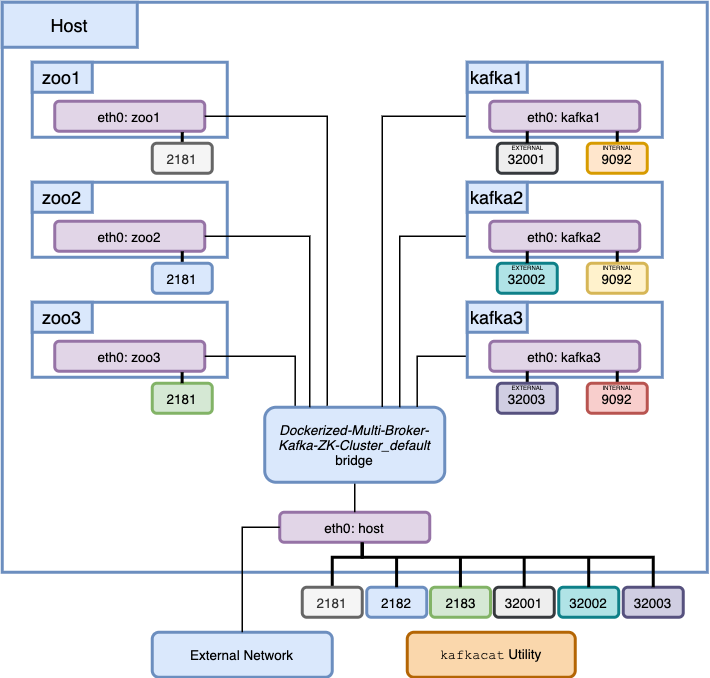 Host
zoo1
eth0: zoo1
2181
zoo2
eth0: zoo2
2181
zoo3
eth0: zoo3
2181
kafka1
eth0: kafka1
EXTERNAL
32001
INTERNAL
9092
kafka2
eth0: kafka2
EXTERNAL
32002
INTERNAL
9092
kafka3
eth0: kafka3
EXTERNAL
32003
INTERNAL
9092
Dockerized-Multi-Broker-
Kafka-ZK-Cluster_default
bridge
eth0: host
2181
2182
2183
32001
32002
32003
External Network
kafkacat Utility